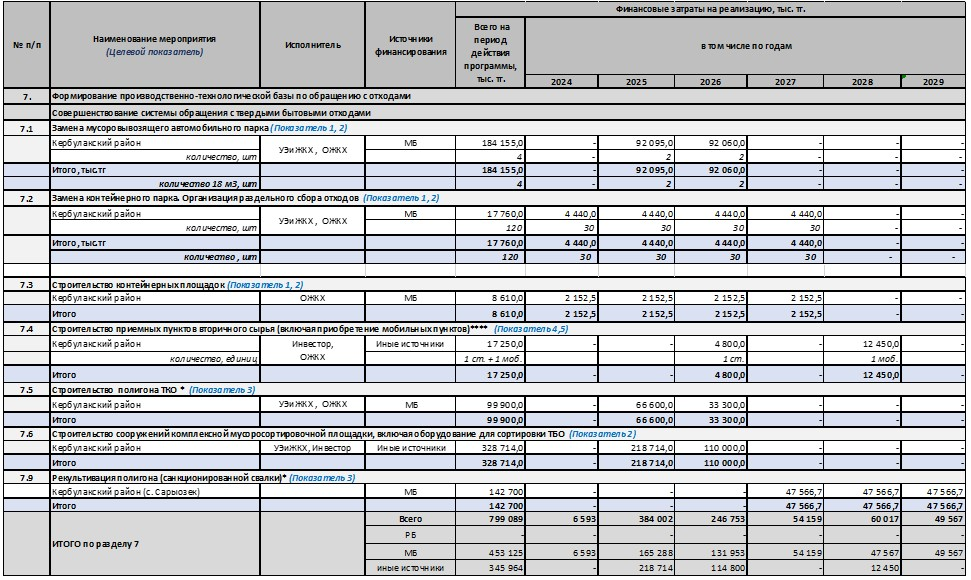 Финансовые затраты на реализацию, тыс. тг.
№ п/п Наименование мероприятия Исполнитель Источники Всего на в том числе по годам
(Целевой показатель) финансирования период
действия
программы,
тыс. тг. 2024 2025 2026 2027 2028 2029
7. Формирование производственно-технологической базы по обращению с отходами
Совершенствование системы обращения с твердыми бытовыми отходами
7.1 Замена мусоровывозящего автомобильного парка (Показатель 1, 2)
Кербулакский район УЭиЖКХ , ОЖКХ МБ 184 155,0 - 92 095,0 92 060,0 - - -
количество, шт 4 - 2 2 - - -
Итого, тыс.тг 184 155,0 - 92 095,0 92 060,0 - - -
количество 18 м3, шт 4 - 2 2 - - -
7.2 Замена контейнерного парка. Организация раздельного сбора отходов (Показатель 1, 2)
Кербулакский район УЭиЖКХ , ОЖКХ МБ 17 760,0 4 440,0 4 440,0 4 440,0 4 440,0 - -
количество, шт 120 30 30 30 30 - -
Итого, тыс.тг 17 760,0 4 440,0 4 440,0 4 440,0 4 440,0 - -
количество , шт 120 30 30 30 30 - -
7.3 Строительство контейнерных площадок (Показатель 1, 2)
Кербулакский район ОЖКХ МБ 8 610,0 2 152,5 2 152,5 2 152,5 2 152,5 - -
Итого 8 610,0 2 152,5 2 152,5 2 152,5 2 152,5 - -
7.4 Строительство приемных пунктов вторичного сырья (включая приобретение мобильных пунктов)**** (Показатель 4,5)
Кербулакский район Инвестор, ОЖКХ Иные источники 17 250,0 - - 4 800,0 - 12 450,0 -
количество, единиц 1 ст. + 1 моб. 1 ст. 1 моб.
Итого 17 250,0 - - 4 800,0 - 12 450,0 -
7.5 Строительство полигона ТКО * (Показатель 3)
Кербулакский район УЭиЖКХ , ОЖКХ МБ 99 900,0 - 66 600,0 33 300,0 - - -
Итого 99 900,0 - 66 600,0 33 300,0 - - -
7.6 Строительство сооружений комплексной мусоросортировочной площадки, включая оборудование для сортировки ТБО (Показатель 2)
Кербулакский район УЭиЖКХ, Инвестор Иные источники 328 714,0 - 218 714,0 110 000,0 - - -
Итого 328 714,0 - 218 714,0 110 000,0 - - -
7.9 Рекультивация полигона (санкционированной свалки)* (Показатель 3)
Кербулакский район (с. Сарыозек) МБ 142 700 - - - 47 566,7 47 566,7 47 566,7
Итого 142 700 - - - 47 566,7 47 566,7 47 566,7
ИТОГО по разделу 7 Всего 799 089 6 593 384 002 246 753 54 159 60 017 49 567
РБ - - - - - - -
МБ 453 125 6 593 165 288 131 953 54 159 47 567 49 567
иные источники 345 964 - 218 714 114 800 - 12 450 -